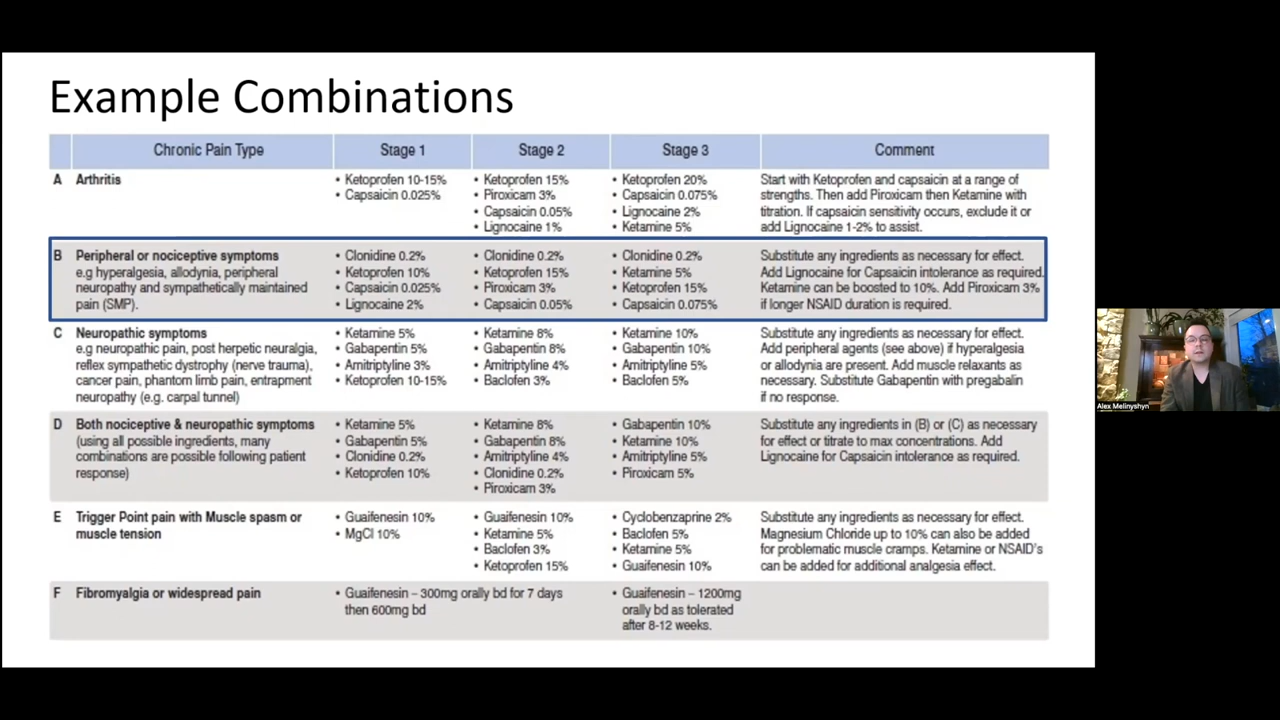 Example Combinations
Chronic Pain Type Stage 1 Stage 2 Stage 3 Comment
A Arthritis
• Ketoprofen 10-15%
• Capsaicin 0.025%
• Ketoprofen 15%
• Piroxicam 3%
• Capsaicin 0.05%
• Lignocaine 1%
• Ketoprofen 20%
• Capsaicin 0.075%
• Lignocaine 2%
• Ketamine 5%
Start with Ketoprofen and capsaicin at a range of
strengths. Then add Piroxicam then Ketamine with
titration. If capsaicin sensitivity occurs, exclude it or
add Lignocaine 1-2% to assist.
B Peripheral or nociceptive symptoms
e.g hyperalgesia, allodynia, peripheral
neuropathy and sympathetically maintained
pain (SMP).
• Clonidine 0.2%
• Ketoprofen 10%
• Capsaicin 0.025%
• Lignocaine 2%
• Clonidine 0.2%
• Ketoprofen 15%
• Piroxicam 3%
• Capsaicin 0.05%
• Clonidine 0.2%
• Ketamine 5%
• Ketoprofen 15%
• Capsaicin 0.075%
Substitute any ingredients as necessary for effect.
Add Lignocaine for Capsaicin intolerance as required.
Ketamine can be boosted to 10%. Add Piroxicam 3%
if longer NSAID duration is required.
C Neuropathic symptoms
e.g neuropathic pain, post herpetic neuralgia,
reflex sympathetic dystrophy (nerve trauma),
cancer pain, phantom limb pain, entrapment
neuropathy (e.g. carpal tunnel)
• Ketamine 5%
• Gabapentin 5%
• Amitriptyline 3%
• Ketoprofen 10-15%
• Ketamine 8%
• Gabapentin 8%
• Amitriptyline 4%
• Baclofen 3%
• Ketamine 10%
• Gabapentin 10%
• Amitriptyline 5%
• Baclofen 5%
Substitute any ingredients as necessary for effect.
Add peripheral agents (see above) if hyperalgesia
or allodynia are present. Add muscle relaxants as
necessary. Substitute Gabapentin with pregabalin
if no response.
D Both nociceptive & neuropathic symptoms
(using all possible ingredients, many
combinations are possible following patient
response)
• Ketamine 5%
• Gabapentin 5%
• Clonidine 0.2%
• Ketoprofen 10%
• Ketamine 8%
• Gabapentin 8%
• Amitriptyline 4%
• Clonidine 0.2%
• Piroxicam 3%
• Gabapentin 10%
• Ketamine 10%
• Amitriptyline 5%
• Piroxicam 5%
Substitute any ingredients in (B) or (C) as necessary
for effect or titrate to max concentrations. Add
Lignocaine for Capsaicin intolerance as required.
E Trigger Point pain with Muscle spasm or
muscle tension
• Guaifenesin 10%
• MgCl 10%
• Guaifenesin 10%
• Ketamine 5%
• Baclofen 3%
• Ketoprofen 15%
• Cyclobenzaprine 2%
• Baclofen 5%
• Ketamine 5%
• Guaifenesin 10%
Substitute any ingredients as necessary for effect.
Magnesium Chloride up to 10% can also be added
for problematic muscle cramps. Ketamine or NSAID's
can be added for additional analgesia effect.
F Fibromyalgia or widespread pain
• Guaifenesin – 300mg orally bd for 7 days
then 600mg bd
• Guaifenesin – 1200mg
orally bd as tolerated
after 8-12 weeks.
Alex Melinyshyn